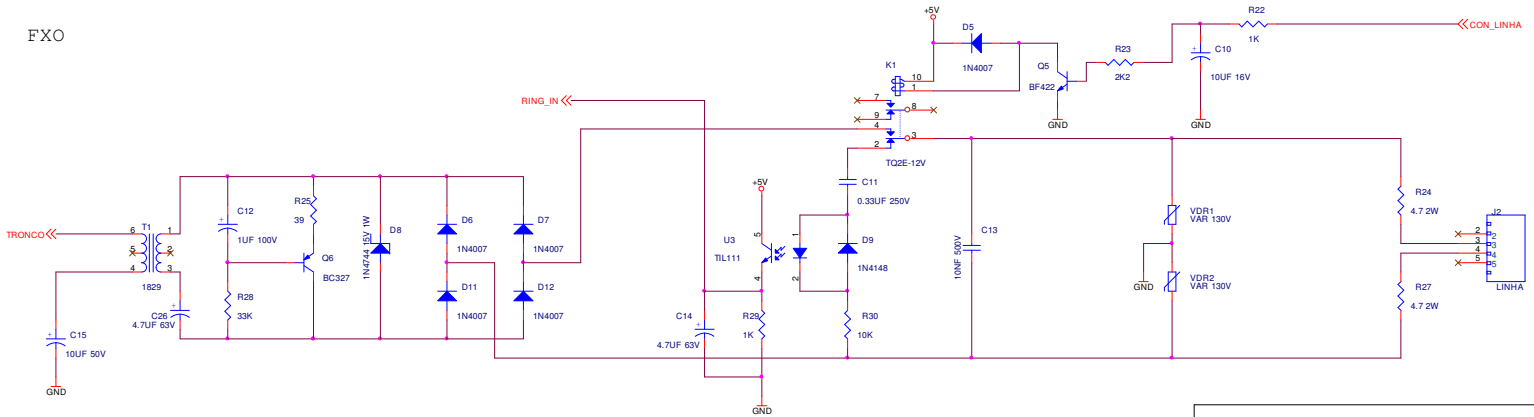 FXO
+5V
D5
1N4007
K1
10
1
Q5
BF422
R23
2K2
C10
10UF 16V
GND
GND
R22
1K
CON_LINHA
RING_IN
7
8
9
4
3
2
TQ2E-12V
C11
0.33UF 250V
+5V
U3
TIL111
5
4
1
2
D9
1N4148
C13
10NF 500V
VDR1
VAR 130V
GND
VDR2
VAR 130V
R24
4.7 2W
R27
4.7 2W
J2
2
3
4
5
2
3
4
5
LINHA
TRONCO
T1
6
5
4
1
2
3
1829
C15
10UF 50V
GND
C26
4.7UF 63V
C12
1UF 100V
R28
33K
R25
39
Q6
BC327
D8
1N4744 15V 1W
D6
1N4007
D7
1N4007
D11
1N4007
D12
1N4007
C14
4.7UF 63V
R29
1K
R30
10K
GND